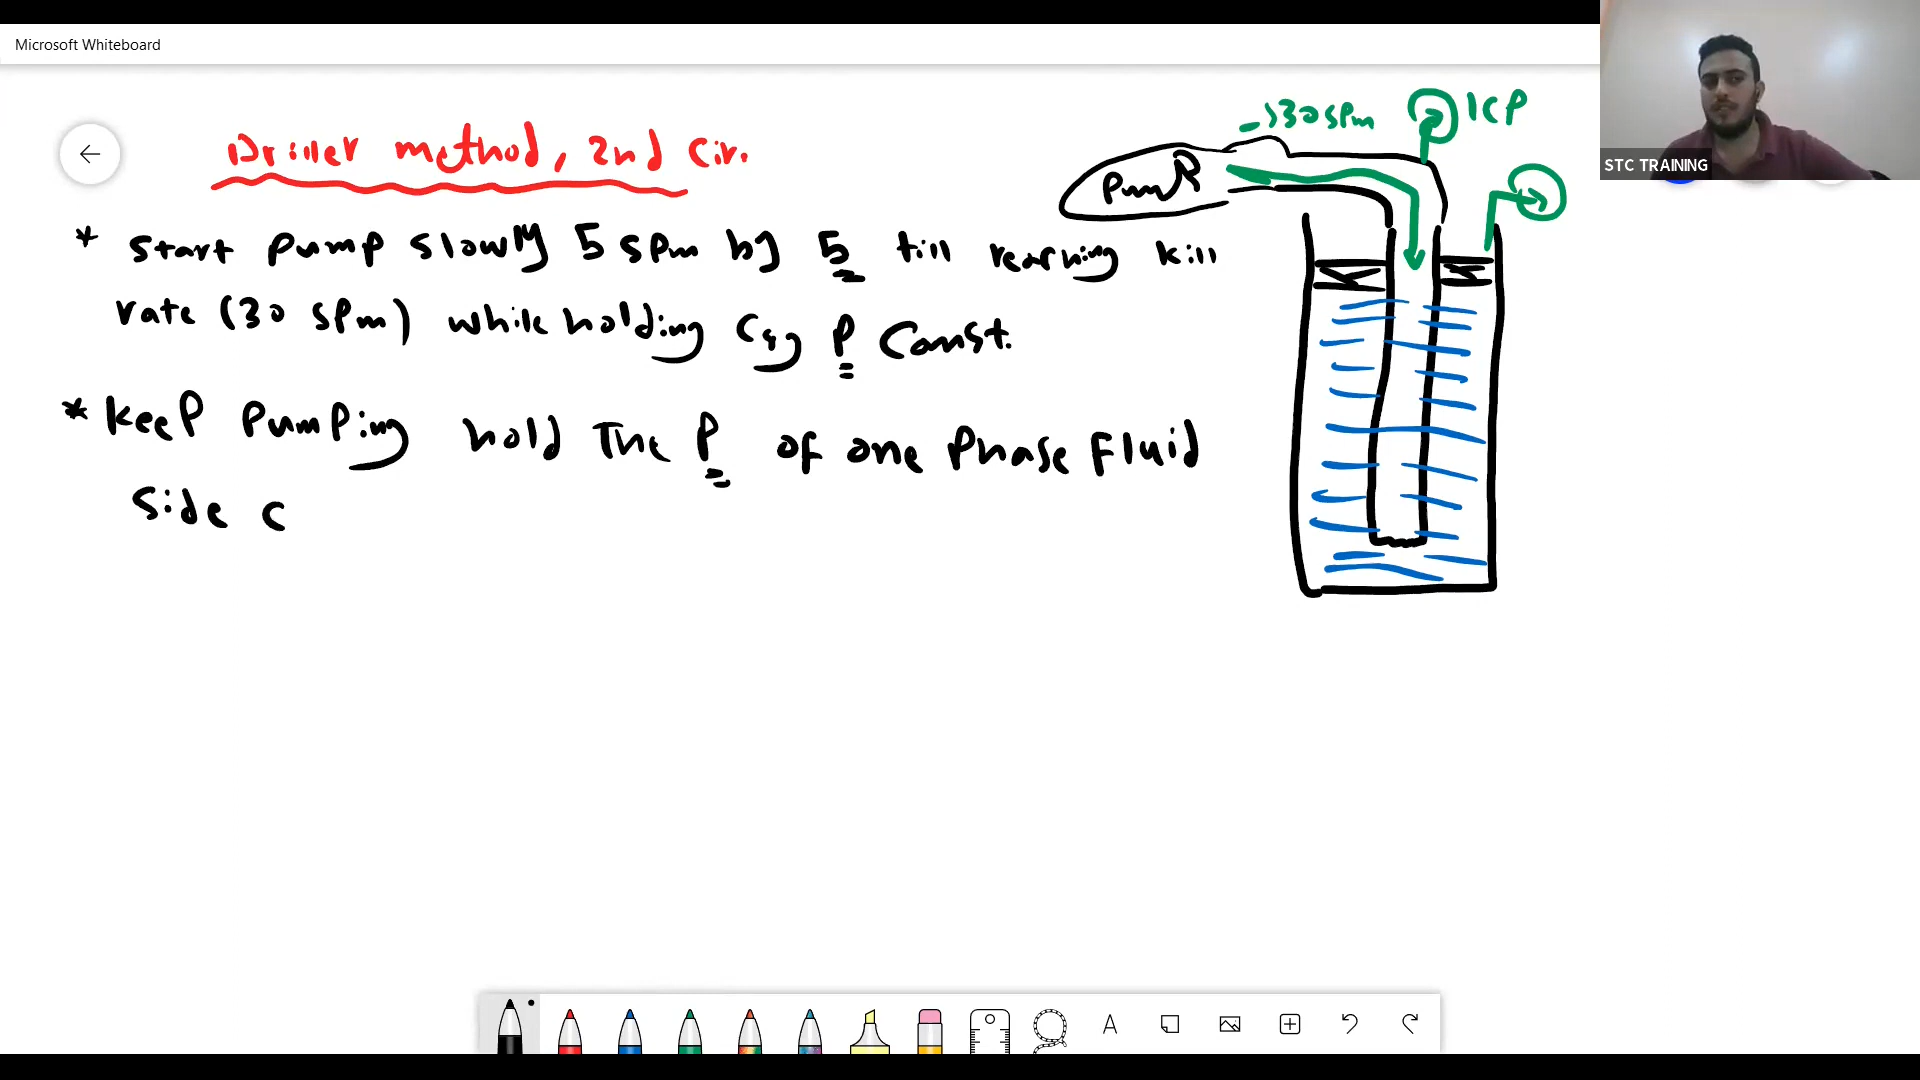 Microsoft Whiteboard
STC TRAINING
Driller method, 2nd Cir.
* start pump slowly 5 spm by 5 till reaching kill
rate (30 spm) while holding Csg P Const.
* keep pumping hold The P of one Phase Fluid
side c
→30 spm
ICP
Pump
A